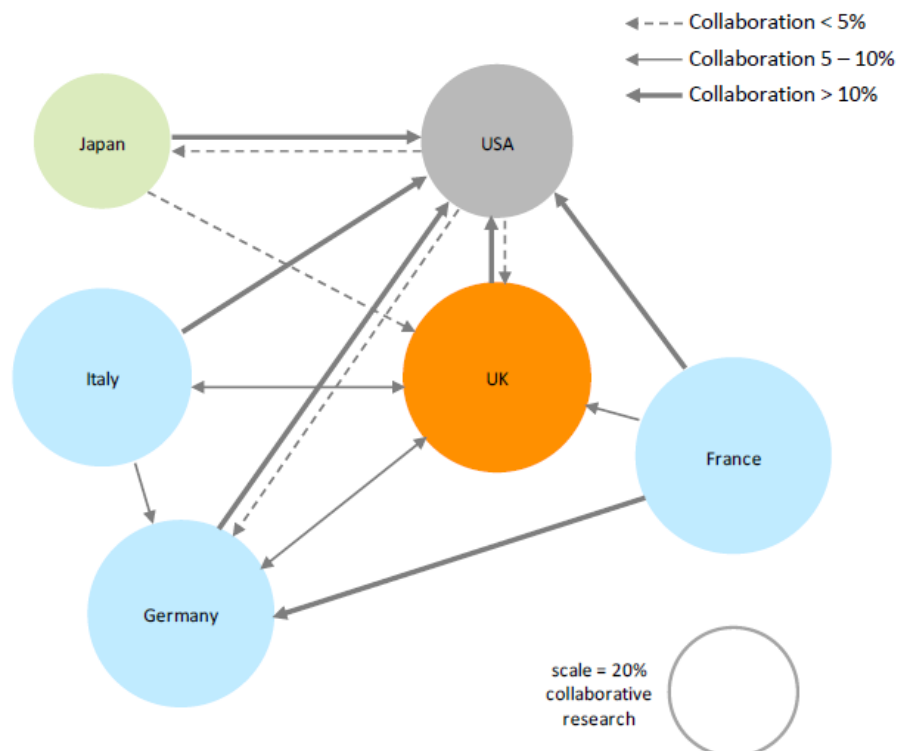 Collaboration < 5%
Collaboration 5 – 10%
Collaboration > 10%
Japan
USA
Italy
UK
France
Germany
scale = 20%
collaborative
research